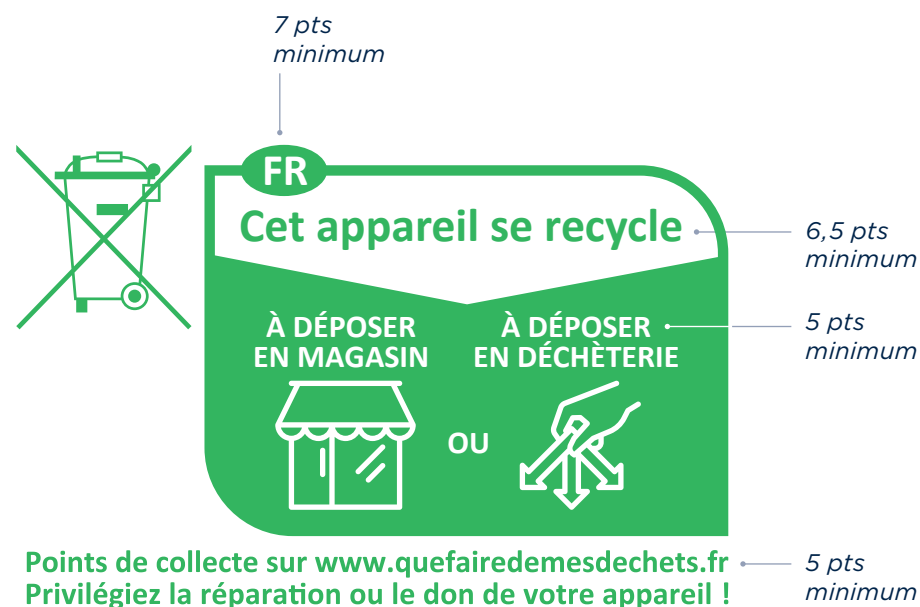 7 pts
minimum
FR
Cet appareil se recycle
6,5 pts
minimum
À DÉPOSER
EN MAGASIN
À DÉPOSER
EN DÉCHÈTERIE
5 pts
minimum
OU
Points de collecte sur www.quefairedemesdechets.fr
Privilégiez la réparation ou le don de votre appareil !
5 pts
minimum